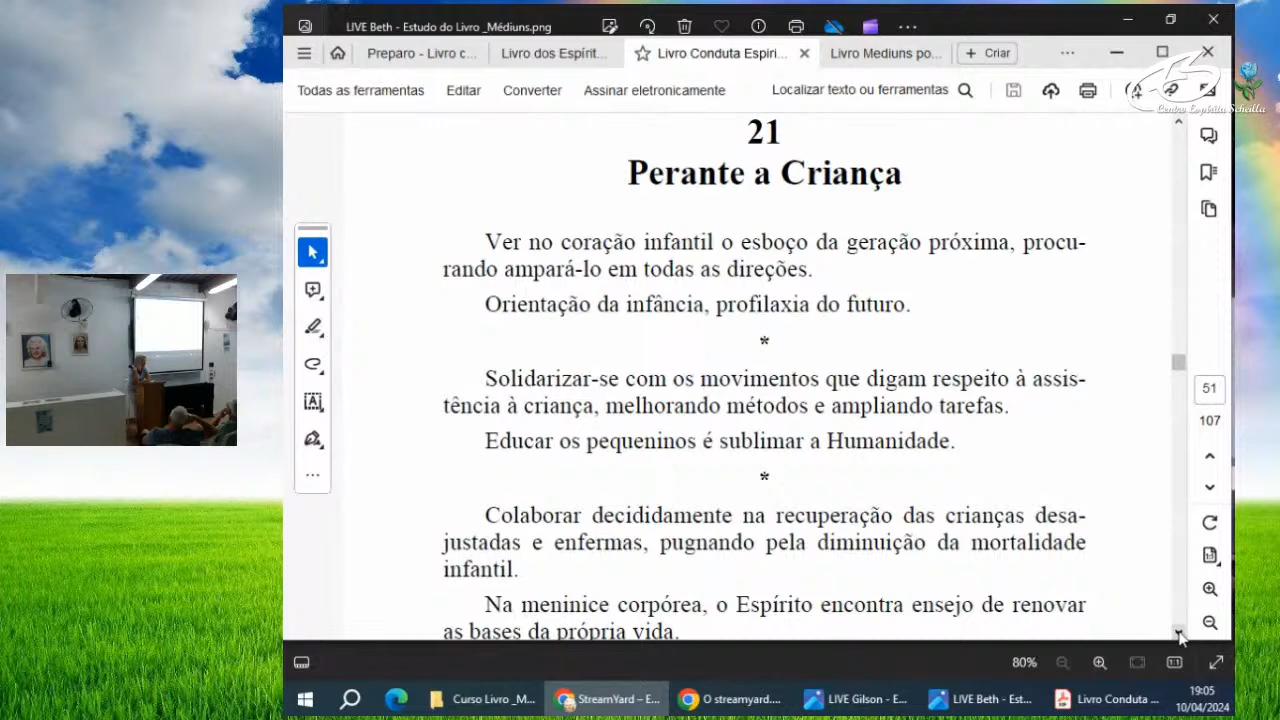 LIVE Beth - Estudo do Livro _Médiuns.png
Preparo - Livro c...
Livro dos Espírit...
Livro Conduta Espiri...
Livro Mediuns po...
Criar
Todas as ferramentas
Editar
Converter
Assinar eletronicamente
Localizar texto ou ferramentas
Centro Espírita Scheilla
21
Perante a Criança
Ver no coração infantil o esboço da geração próxima, procu-
rando ampará-lo em todas as direções.
Orientação da infância, profilaxia do futuro.
*
Solidarizar-se com os movimentos que digam respeito à assis-
tência à criança, melhorando métodos e ampliando tarefas.
Educar os pequeninos é sublimar a Humanidade.
*
Colaborar decididamente na recuperação das crianças desa-
justadas e enfermas, pugnando pela diminuição da mortalidade
infantil.
Na meninice corpórea, o Espírito encontra ensejo de renovar
as bases da própria vida.
51
107
80%
Curso Livro _M...
StreamYard – E...
O streamyard....
LIVE Gilson - E...
LIVE Beth - Est...
Livro Conduta ...
19:05
10/04/2024